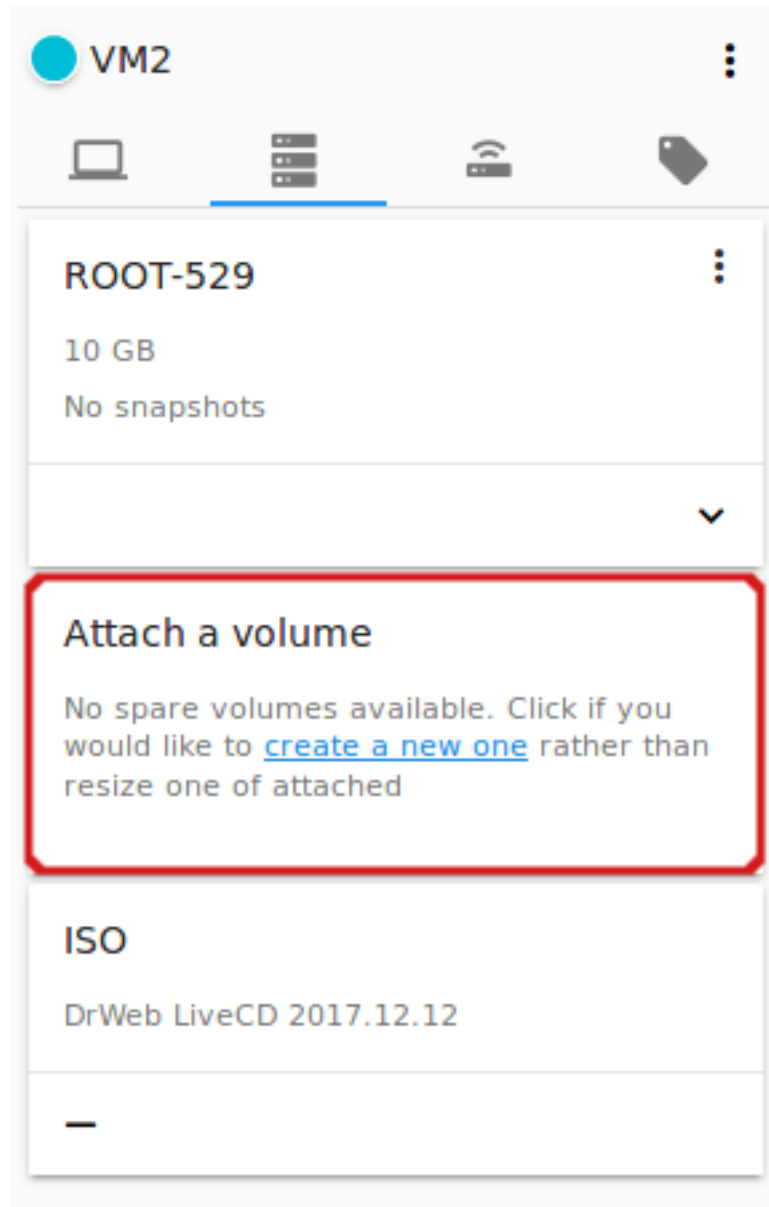 VM2
ROOT-529
10 GB
No snapshots
Attach a volume
No spare volumes available. Click if you
would like to create a new one rather than
resize one of attached
ISO
DrWeb LiveCD 2017.12.12